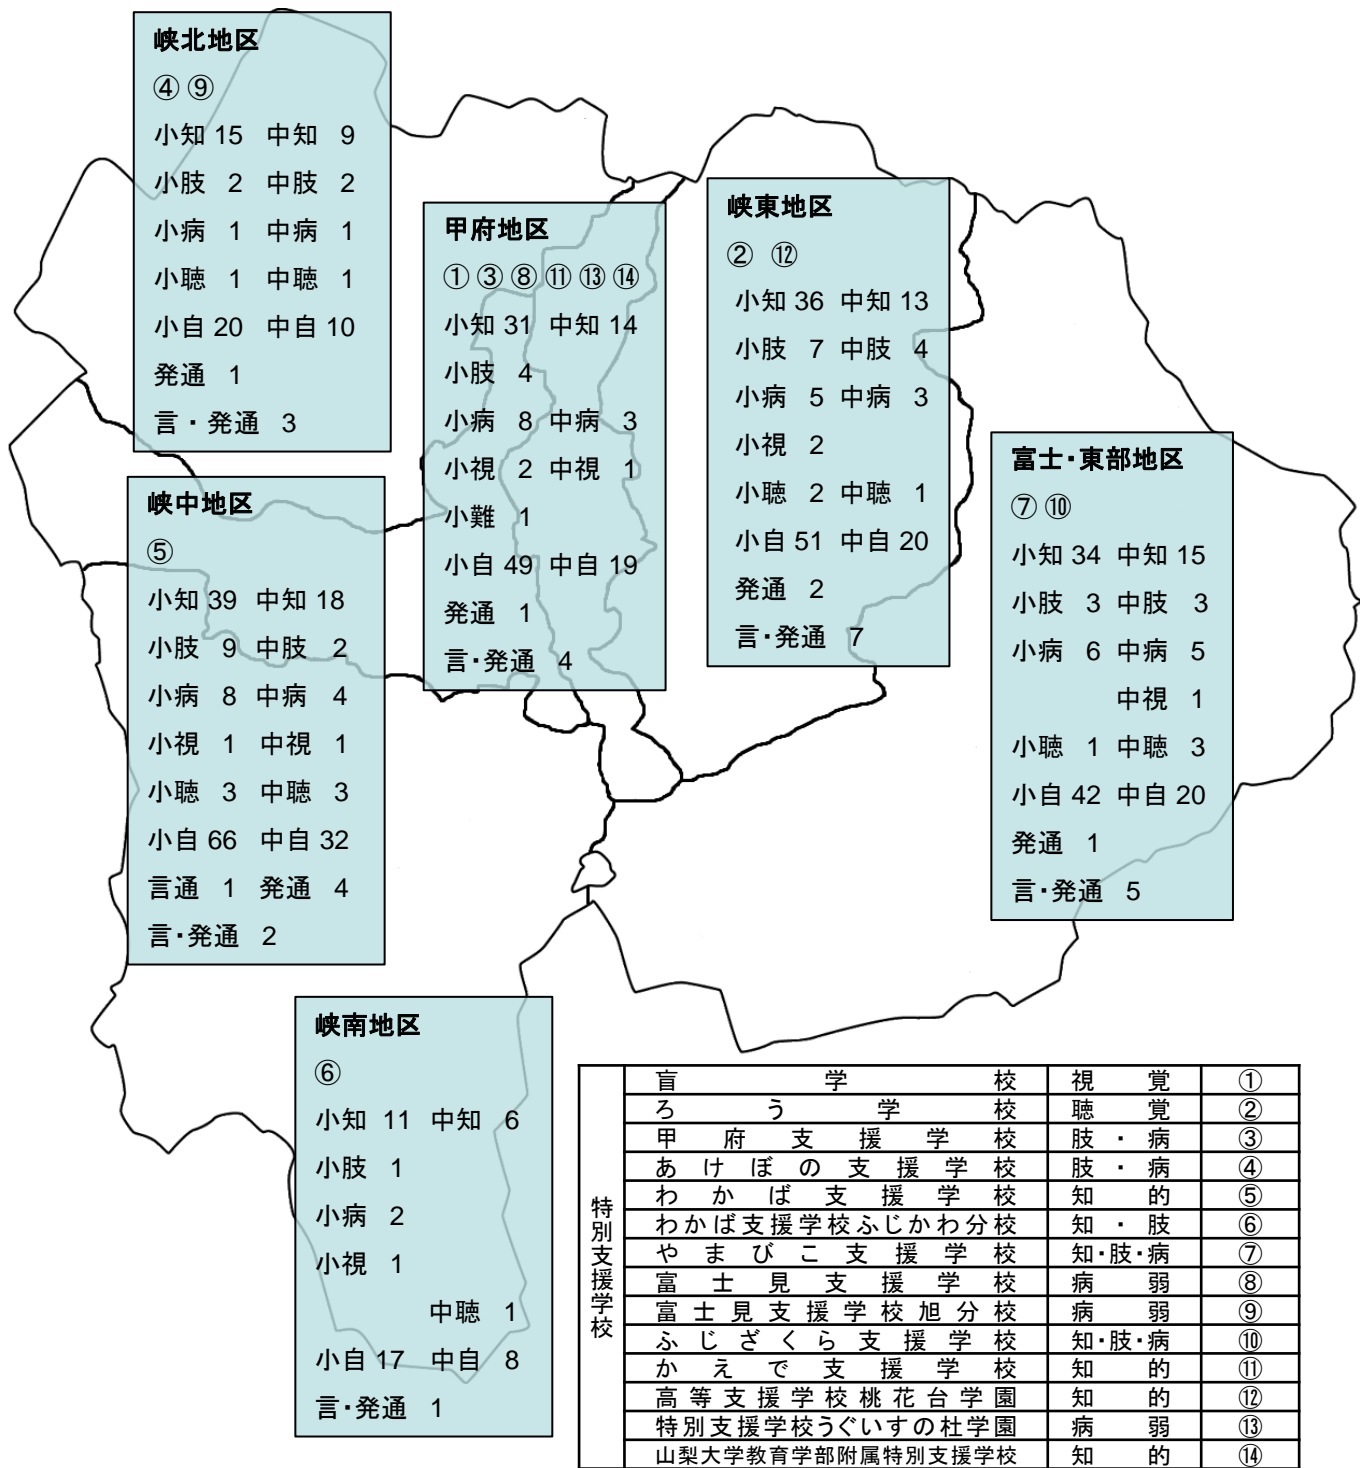 峡北地区
④⑨
小知 15 中知 9
小肢 2 中肢 2
小病 1 中病 1
小聴 1 中聴 1
小自 20 中自 10
発通 1
言・発通 3
甲府地区
①③⑧⑪⑬⑭
小知 31 中知 14
小肢 4
小病 8 中病 3
小視 2 中視 1
小難 1
小自 49 中自 19
発通 1
言・発通 4
峡東地区
② ⑫
小知 36 中知 13
小肢 7 中肢 4
小病 5 中病 3
小視 2
小聴 2 中聴 1
小自 51 中自 20
発通 2
言・発通 7
富士・東部地区
⑦⑩
小知 34 中知 15
小肢 3 中肢 3
小病 6 中病 5
中視 1
小聴 1 中聴 3
小自 42 中自 20
発通 1
言・発通 5
峡中地区
⑤
小知 39 中知 18
小肢 9 中肢 2
小病 8 中病 4
小視 1 中視 1
小聴 3 中聴 3
小自 66 中自 32
言通 1 発通 4
言・発通 2
峡南地区
⑥
小知 11 中知 6
小肢 1
小病 2
小視 1
中聴 1
小自 17 中自 8
言・発通 1
特別支援学校
盲学校 視覚 ①
ろう学校 聴覚 ②
甲府支援学校 肢・病 ③
あけぼの支援学校 肢・病 ④
わかば支援学校 知的 ⑤
わかば支援学校ふじかわ分校 知・肢 ⑥
やまびこ支援学校 知・肢・病 ⑦
富士見支援学校 病弱 ⑧
富士見支援学校旭分校 病弱 ⑨
ふじざくら支援学校 知・肢・病 ⑩
かえで支援学校 知的 ⑪
高等支援学校桃花台学園 知的 ⑫
特別支援学校うぐいすの杜学園 病弱 ⑬
山梨大学教育学部附属特別支援学校 知的 ⑭